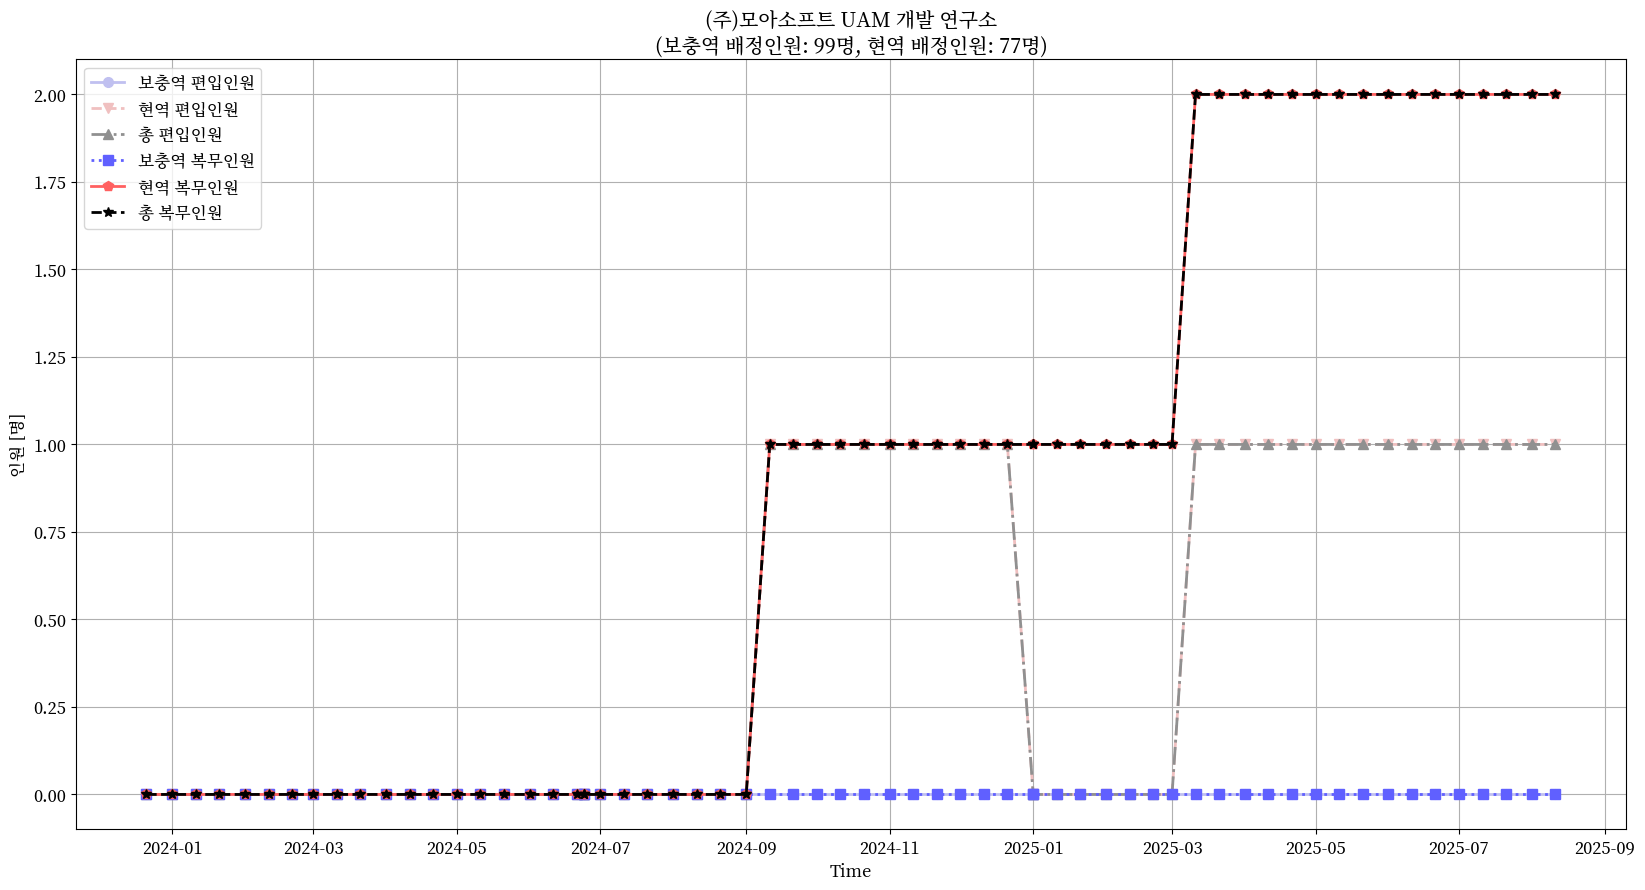 (주)모아소프트 UAM 개발 연구소
(보충역 배정인원: 99명, 현역 배정인원: 77명)
보충역 편입인원
현역 편입인원
총 편입인원
보충역 복무인원
현역 복무인원
총 복무인원
인원 [명]
2.00
1.75
1.50
1.25
1.00
0.75
0.50
0.25
0.00
2024-01
2024-03
2024-05
2024-07
2024-09
2024-11
2025-01
2025-03
2025-05
2025-07
2025-09
Time